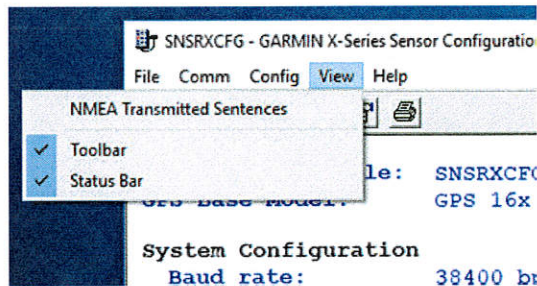 SNSRXCFG - GARMIN X-Series Sensor Configuratio
File Comm Config View Help
NMEA Transmitted Sentences
Toolbar
le: SNSRXCFG
Status Bar
GPS Base Model: GPS 16x
System Configuration
Baud rate: 38400